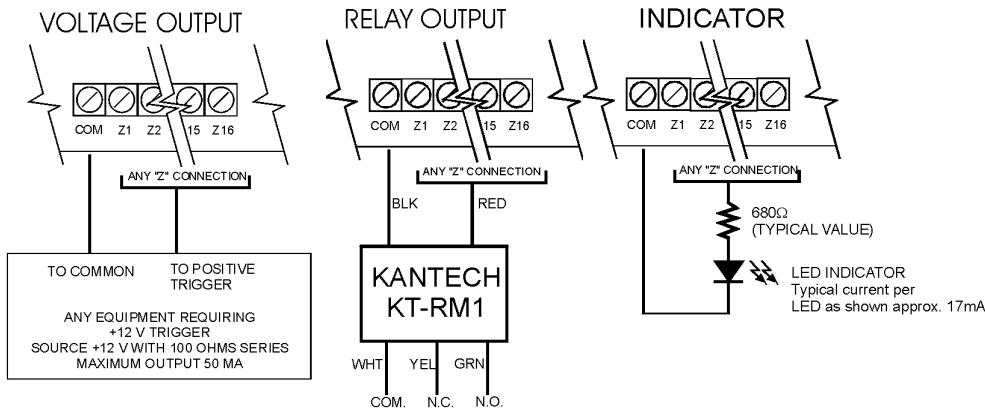 VOLTAGE OUTPUT
COM Z1 Z2 15 Z16
ANY "Z" CONNECTION
TO COMMON
TO POSITIVE
TRIGGER
ANY EQUIPMENT REQUIRING
+12 V TRIGGER
SOURCE +12 V WITH 100 OHMS SERIES
MAXIMUM OUTPUT 50 MA
RELAY OUTPUT
COM Z1 Z2 15 Z16
ANY "Z" CONNECTION
BLK RED
KANTECH
KT-RM1
WHT YEL GRN
COM. N.C. N.O.
INDICATOR
COM Z1 Z2 15 Z16
ANY "Z" CONNECTION
680Ω
(TYPICAL VALUE)
LED INDICATOR
Typical current per
LED as shown approx. 17mA